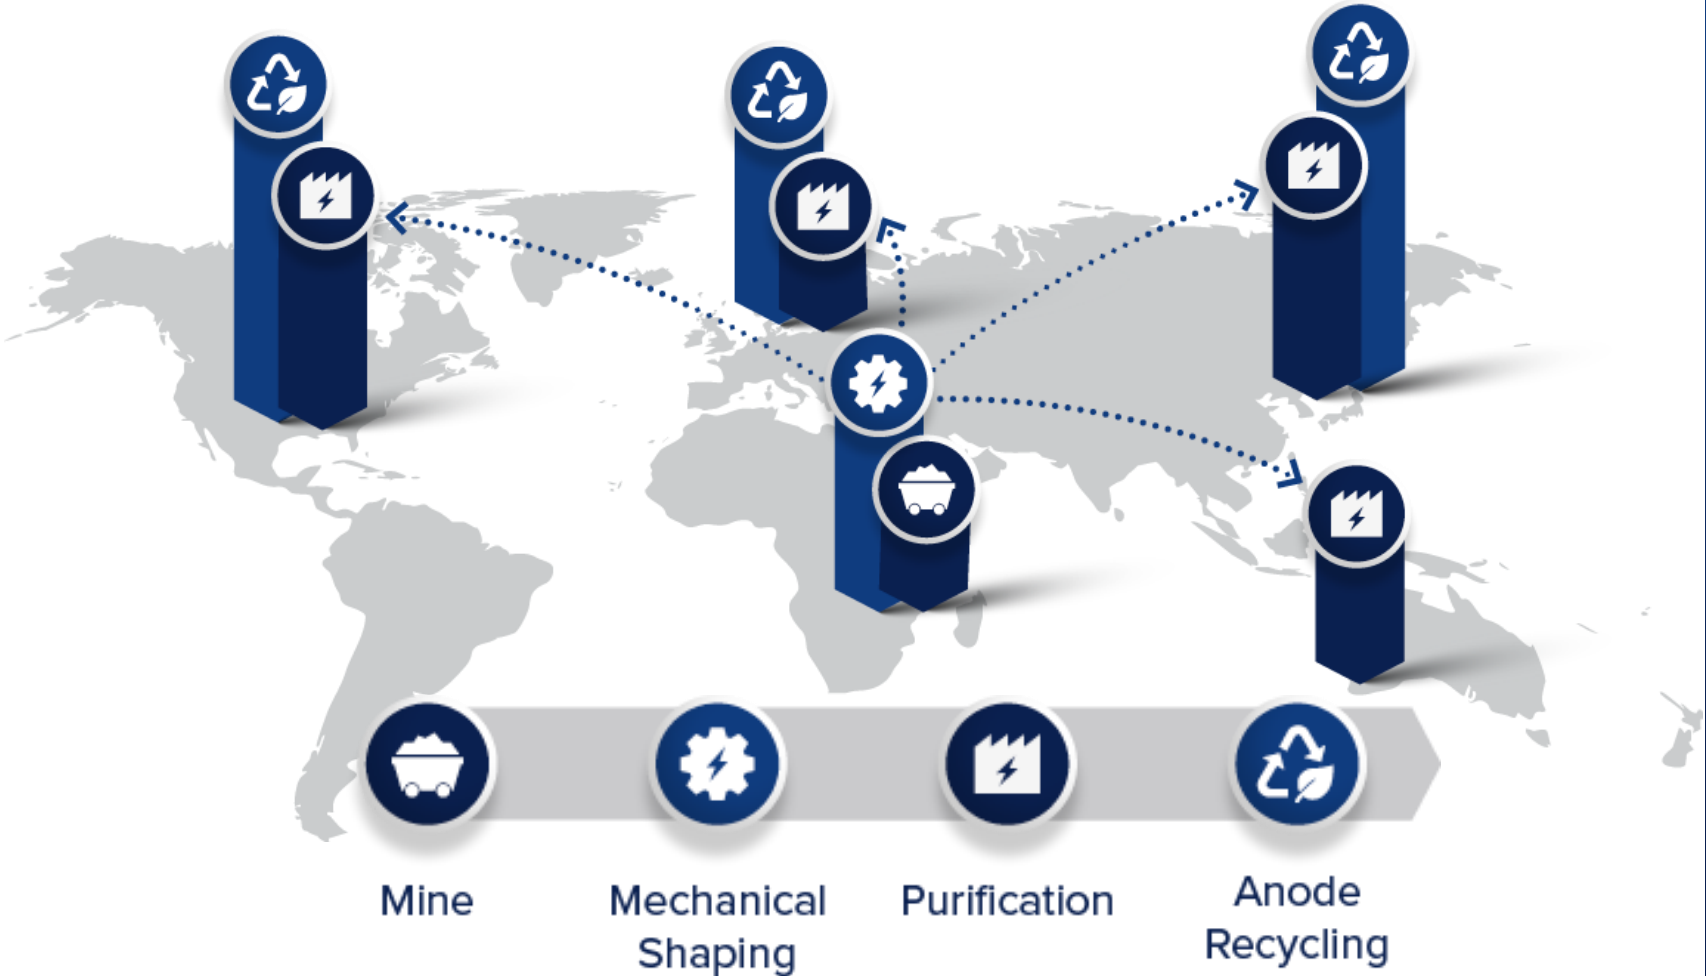 Mine
Mechanical
Shaping
Purification
Anode
Recycling